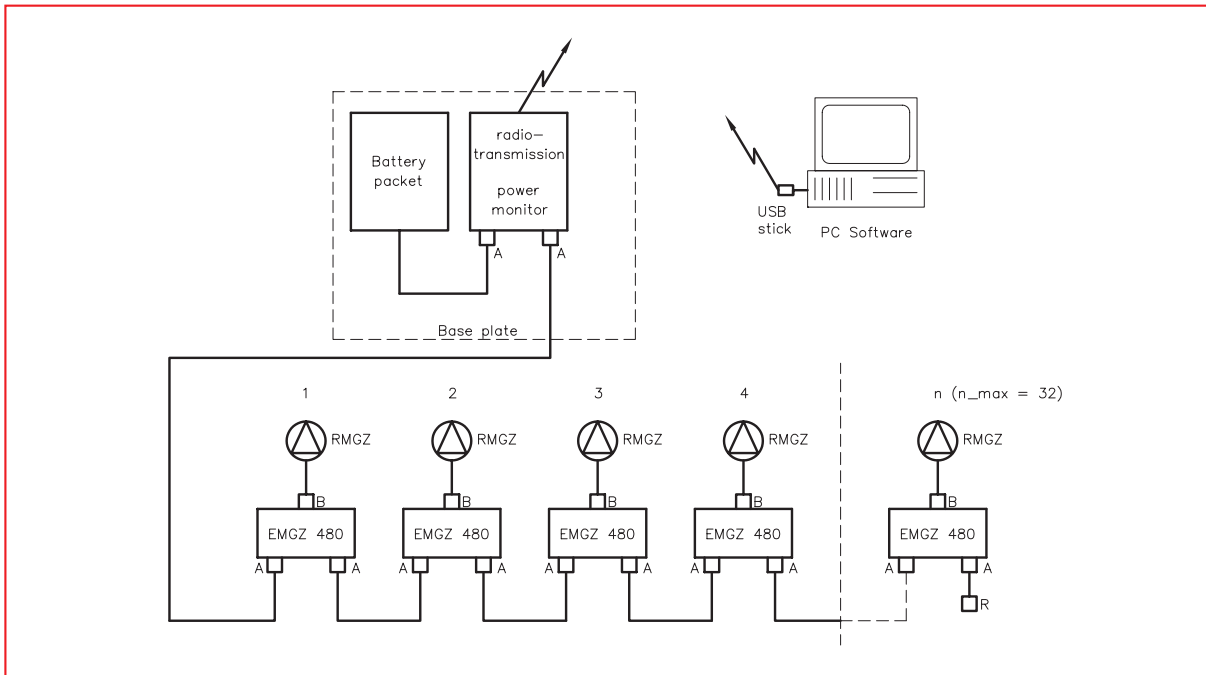 Battery
packet
radio-
transmission
power
monitor
A
A
Base plate
USB
stick
PC Software
1
2
3
4
n (n_max = 32)
RMGZ
RMGZ
RMGZ
RMGZ
RMGZ
B
B
B
B
B
EMGZ 480
EMGZ 480
EMGZ 480
EMGZ 480
EMGZ 480
A
A
A
A
A
A
A
A
A
A
R